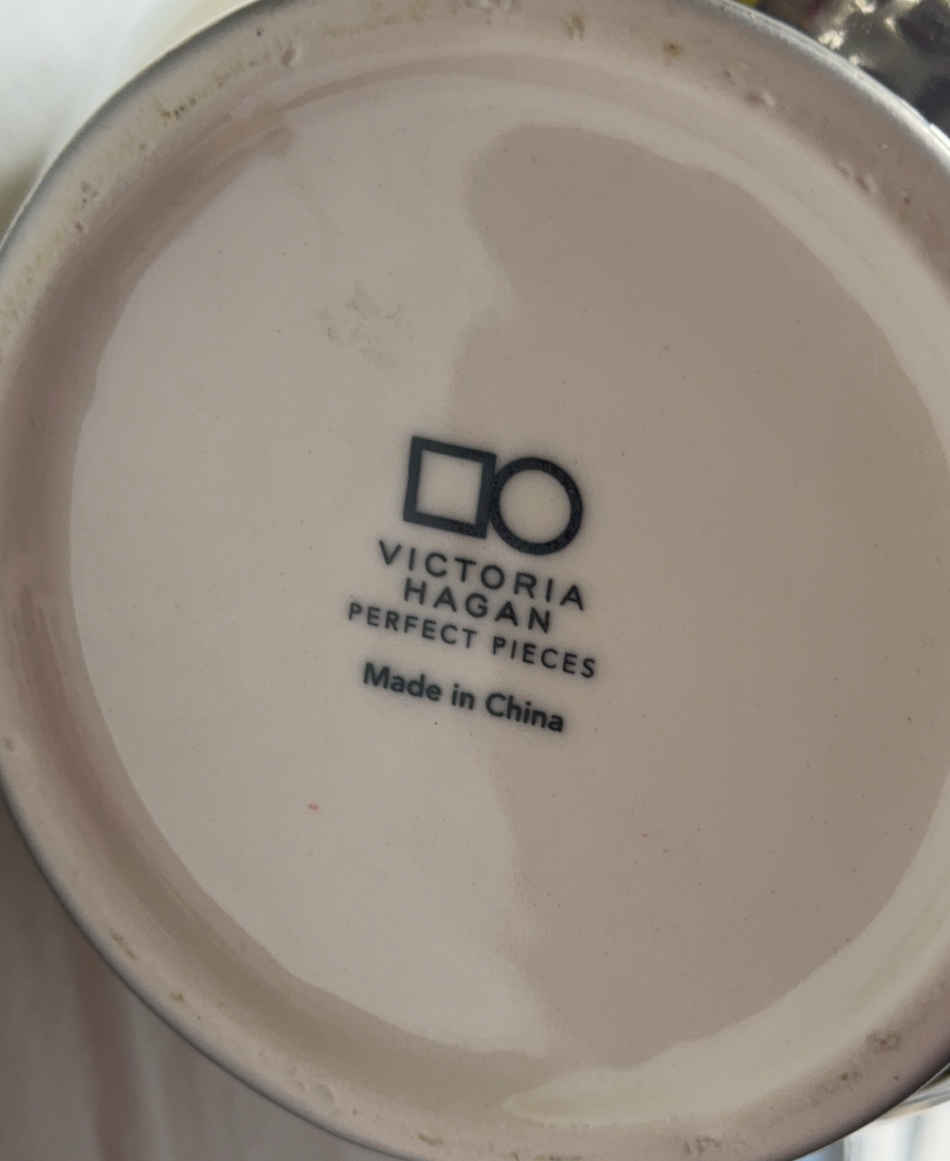 VICTORIA
HAGAN
PERFECT PIECES
Made in China